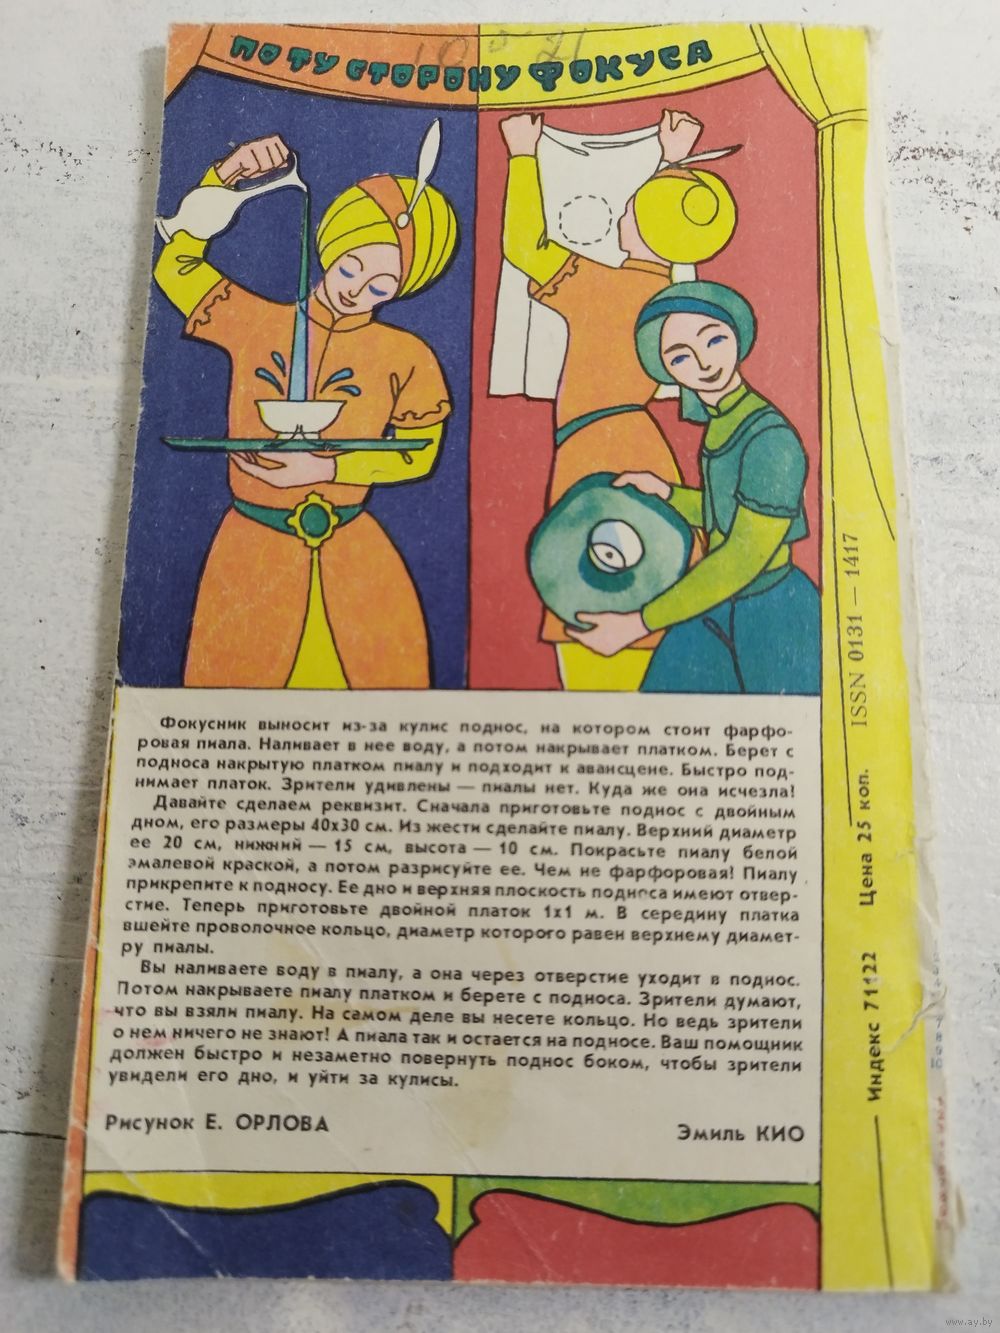 ПО ТУ СТОРОНУ ФОКУСА
Фокусник выносит из-за кулис поднос, на котором стоит фарфо-
ровая пиала. Наливает в нее воду, а потом накрывает платком. Берет с
подноса накрытую платком пиалу и подходит к авансцене. Быстро под-
нимает платок. Зрители удивлены — пиалы нет. Куда же она исчезла!
Давайте сделаем реквизит. Сначала приготовьте поднос с двойным
дном, его размеры 40х30 см. Из жести сделайте пиалу. Верхний диаметр
ее 20 см, нижний — 15 см, высота — 10 см. Покрасьте пиалу белой
эмалевой краской, а потом разрисуйте ее. Чем не фарфоровая! Пиалу
прикрепите к подносу. Ее дно и верхняя плоскость подноса имеют отвер-
стие. Теперь приготовьте двойной платок 1х1 м. В середину платка
вшейте проволочное кольцо, диаметр которого равен верхнему диамет-
ру пиалы.
Вы наливаете воду в пиалу, а она через отверстие уходит в поднос.
Потом накрываете пиалу платком и берете с подноса. Зрители думают,
что вы взяли пиалу. На самом деле вы несете кольцо. Но ведь зрители
о нем ничего не знают! А пиала так и остается на подносе. Ваш помощник
должен быстро и незаметно повернуть поднос боком, чтобы зрители
увидели его дно, и уйти за кулисы.
Рисунок Е. ОРЛОВА
Эмиль КИО
Индекс 71122 Цена 25 коп. ISSN 0131 — 1417
www.ay.by